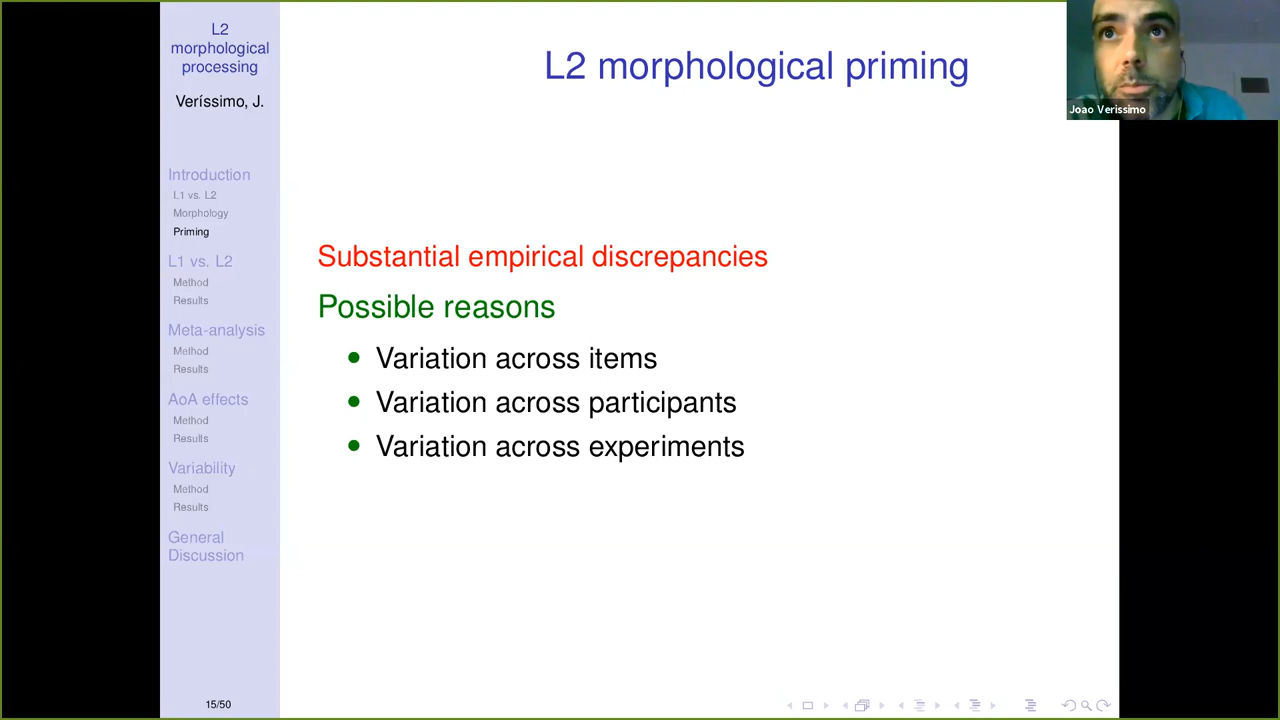 L2
morphological
processing
Veríssimo, J.
Introduction
L1 vs. L2
Morphology
Priming
L1 vs. L2
Method
Results
Meta-analysis
Method
Results
AoA effects
Method
Results
Variability
Method
Results
General
Discussion
15/50
L2 morphological priming
Substantial empirical discrepancies
Possible reasons
• Variation across items
• Variation across participants
• Variation across experiments
Joao Verissimo